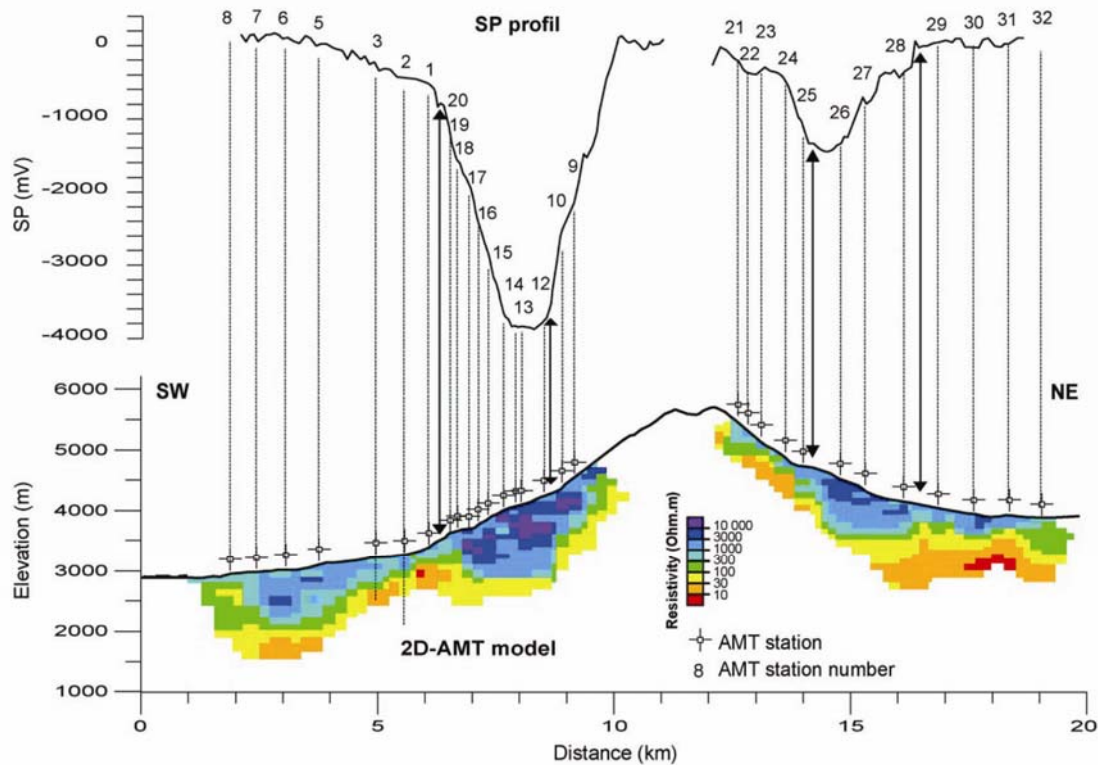 SP profil
8 7 6 5 3 2 1 20 19 18 17 16 15 14 13 12 10 9
21 22 23 24 25 26 27 28 29 30 31 32
SP (mV)
0
-1000
-2000
-3000
-4000
SW
NE
Elevation (m)
6000
5000
4000
3000
2000
1000
Resistivity (Ohm.m)
10 000
3000
1000
300
100
30
10
2D-AMT model
AMT station
8 AMT station number
0 5 10 15 20
Distance (km)